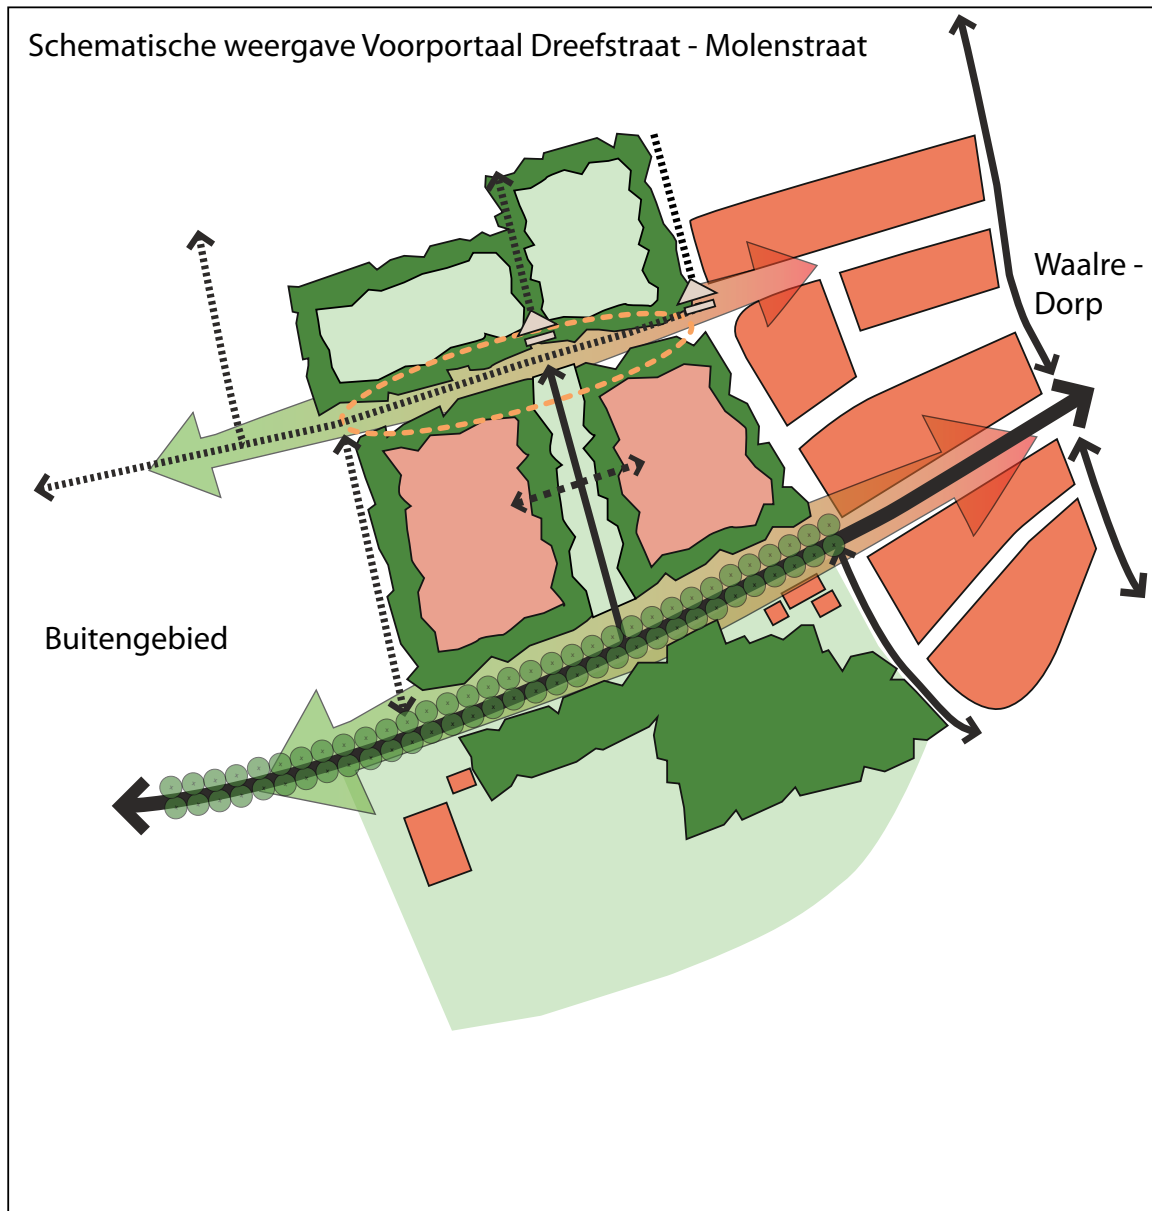 Schematische weergave Voorportaal Dreefstraat - Molenstraat
Waalre -
Dorp
Buitengebied